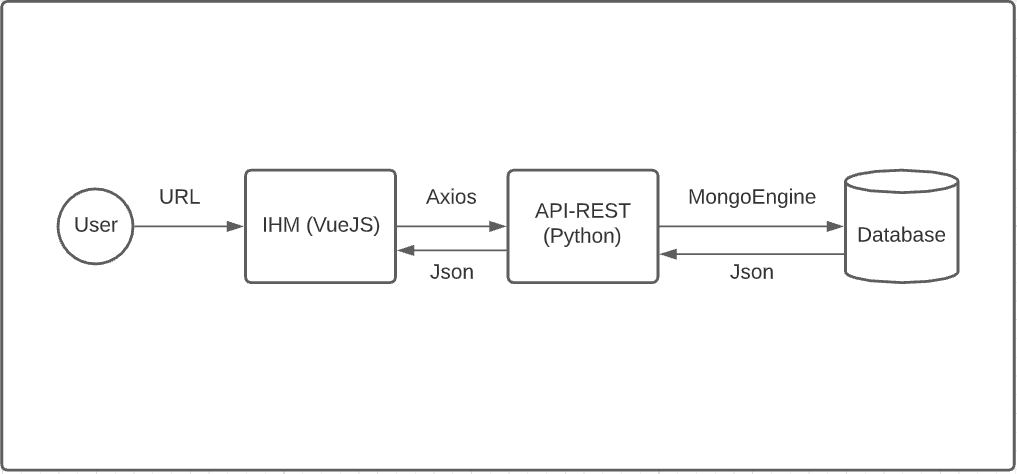 User
URL
IHM (VueJS)
Axios
Json
API-REST
(Python)
MongoEngine
Json
Database